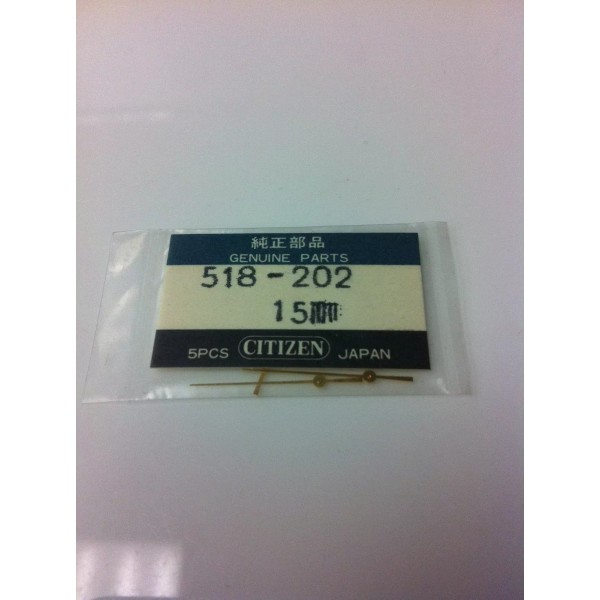 純正部品
GENUINE PARTS
518-202
15
5PCS CITIZEN JAPAN